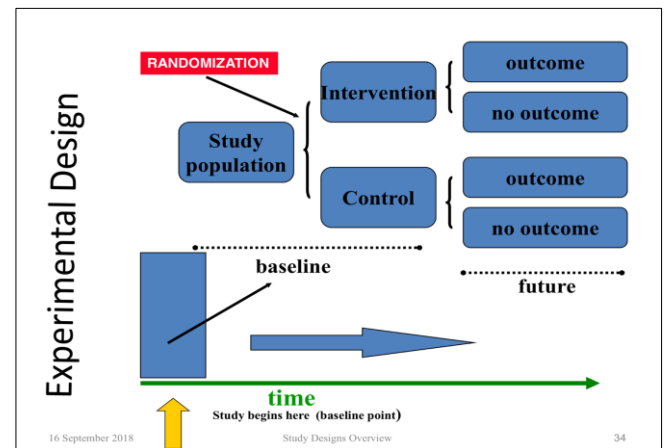 Experimental Design
RANDOMIZATION
Study
population
Intervention
Control
outcome
no outcome
outcome
no outcome
baseline
future
time
Study begins here (baseline point)
16 September 2018
Study Designs Overview
34